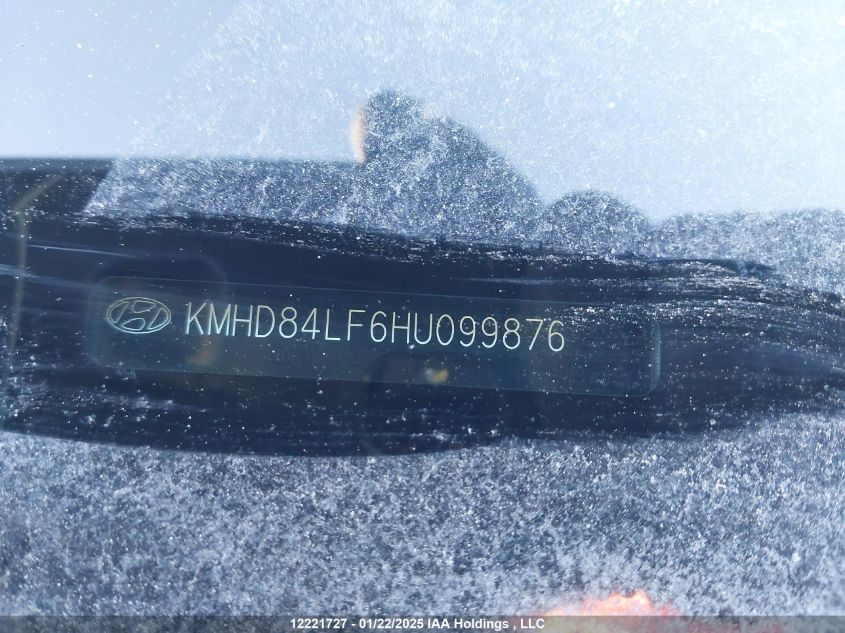 KMHD84LF6HU099876
12221727 - 01/22/2025 IAA Holdings , LLC